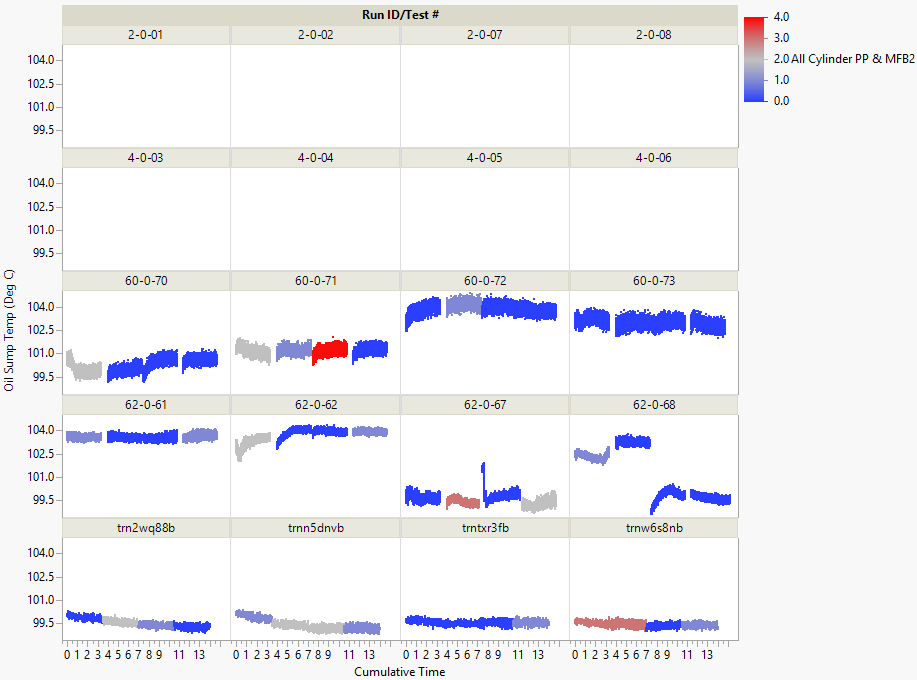 Run ID/Test #
2-0-01 2-0-02 2-0-07 2-0-08
104.0
102.5
101.0
99.5
4-0-03 4-0-04 4-0-05 4-0-06
104.0
102.5
101.0
99.5
60-0-70 60-0-71 60-0-72 60-0-73
104.0
102.5
101.0
99.5
62-0-61 62-0-62 62-0-67 62-0-68
104.0
102.5
101.0
99.5
trn2wq88b trnn5dnvb trntxr3fb trnw6s8nb
104.0
102.5
101.0
99.5
0 1 2 3 4 5 6 7 8 9 11 13 0 1 2 3 4 5 6 7 8 9 11 13 0 1 2 3 4 5 6 7 8 9 11 13 0 1 2 3 4 5 6 7 8 9 11 13
Cumulative Time
Oil Sump Temp (Deg C)
4.0
3.0
2.0 All Cylinder PP & MFB2
1.0
0.0